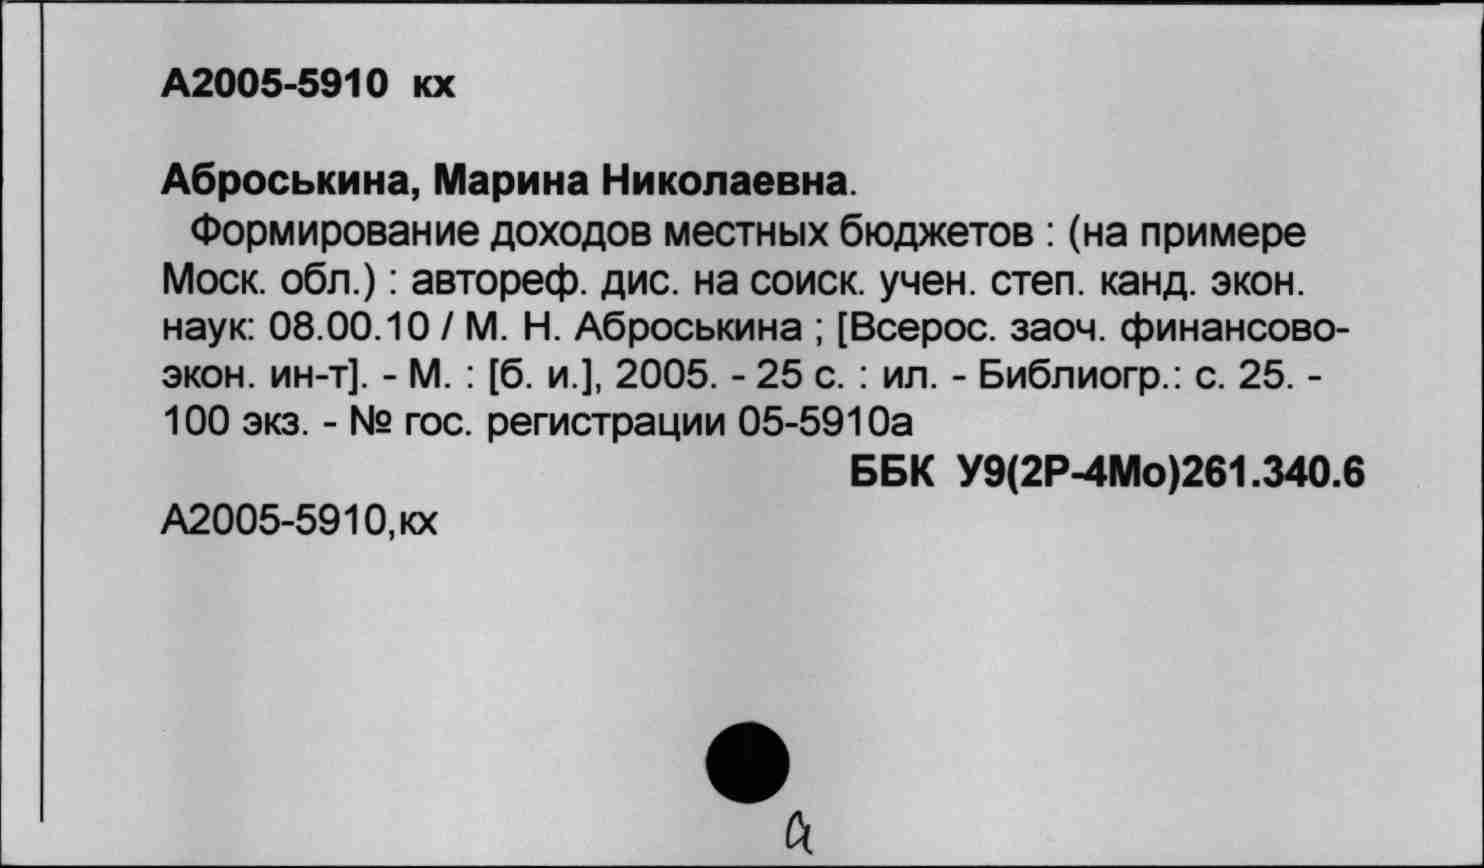 А2005-5910 кх
Аброськина, Марина Николаевна.
Формирование доходов местных бюджетов : (на примере
Моск. обл.) : автореф. дис. на соиск. учен. степ. канд. экон.
наук: 08.00.10 / М. Н. Аброськина ; [Всерос. заоч. финансово-
экон. ин-т]. - М. : [б. и.], 2005. - 25 с. : ил. - Библиогр.: с. 25. -
100 экз. - № гос. регистрации 05-5910а
ББК У9(2Р-4Мо)261.340.6
А2005-5910,кх
а